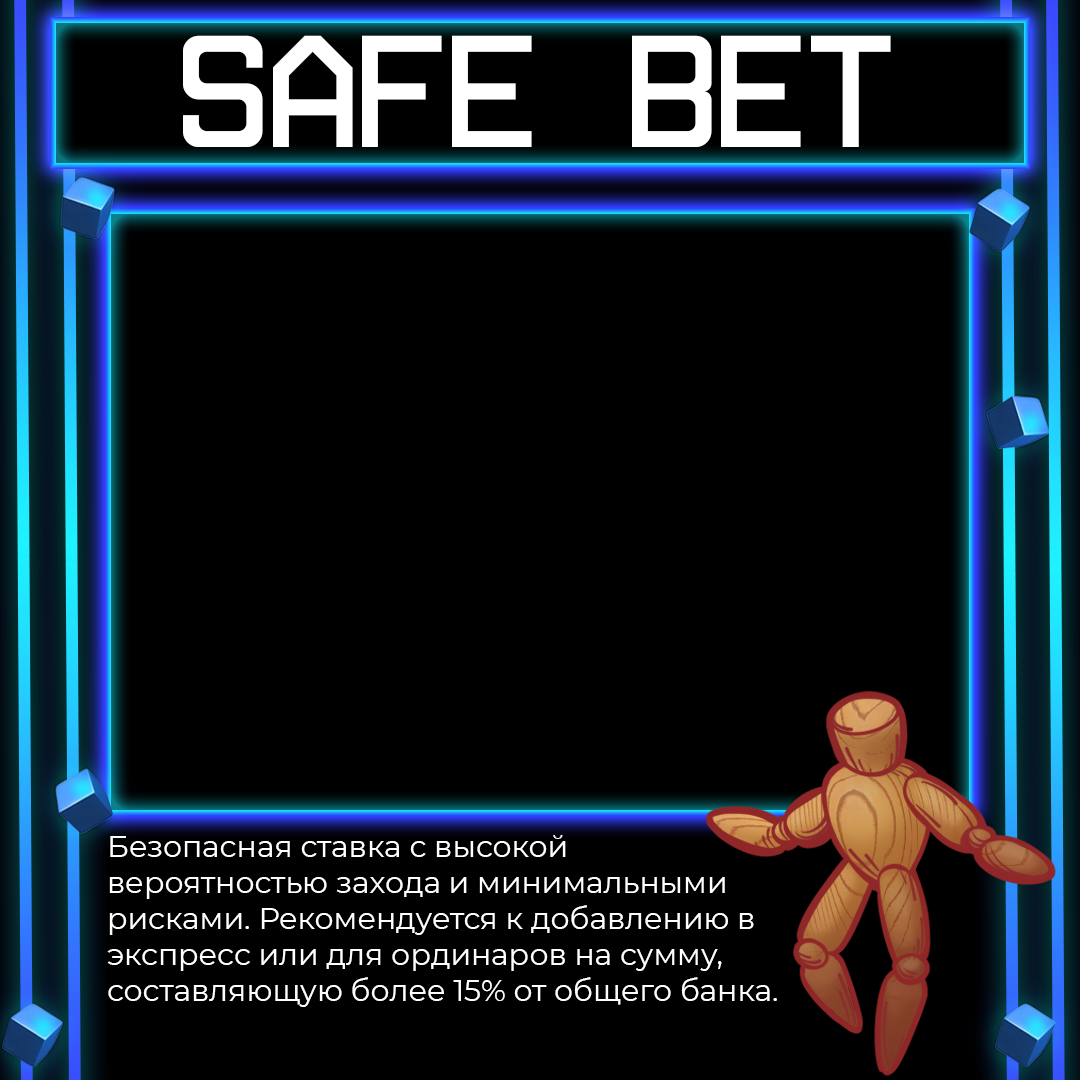 SAFE BET
Безопасная ставка с высокой
вероятностью захода и минимальными
рисками. Рекомендуется к добавлению в
экспресс или для ординаров на сумму,
составляющую более 15% от общего банка.